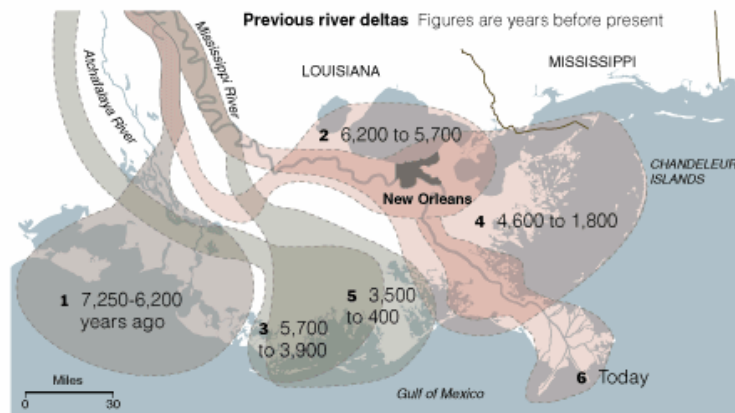 Previous river deltas Figures are years before present
Atchafalaya River
Mississippi River
LOUISIANA
MISSISSIPPI
2 6,200 to 5,700
CHANDELEUR
ISLANDS
New Orleans
4 4,600 to 1,800
1 7,250-6,200
years ago
5 3,500
to 400
3 5,700
to 3,900
6 Today
Miles
0 30
Gulf of Mexico